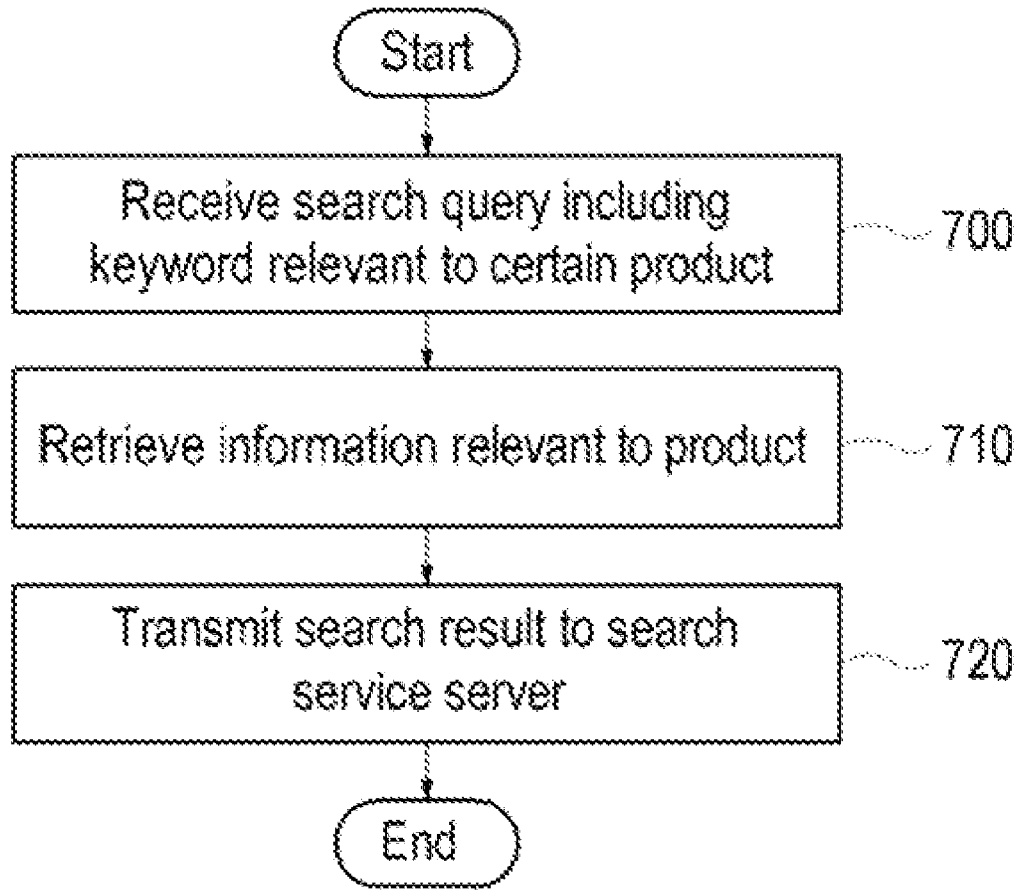 Start
Receive search query including
keyword relevant to certain product
700
Retrieve information relevant to product
710
Transmit search result to search
service server
720
End